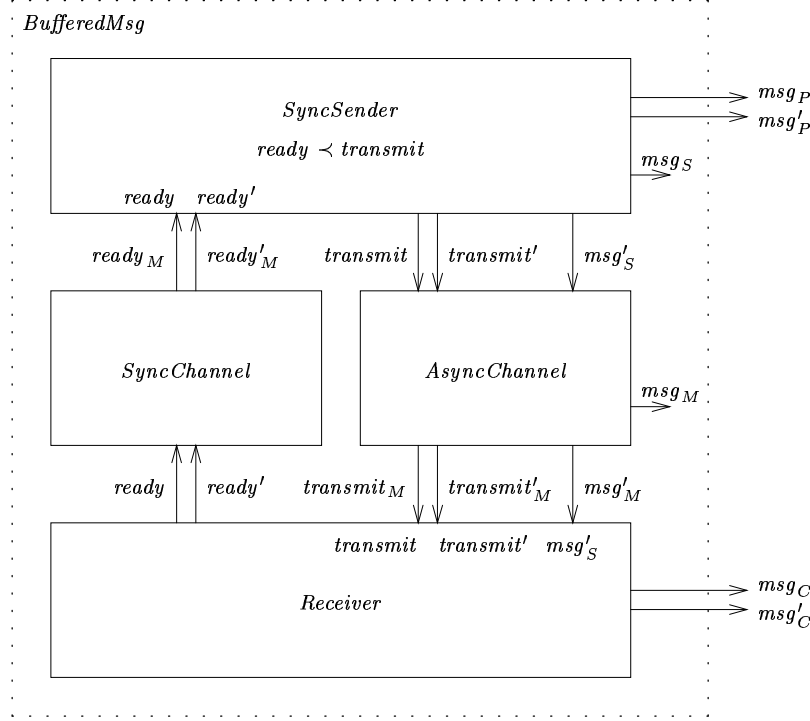 BufferedMsg
SyncSender
ready ≺ transmit
msg_P
msg′_P
msg_S
ready ready′
ready_M ready′_M transmit transmit′ msg′_S
SyncChannel AsyncChannel
msg_M
ready ready′ transmit_M transmit′_M msg′_M
transmit transmit′ msg′_S
Receiver
msg_C
msg′_C